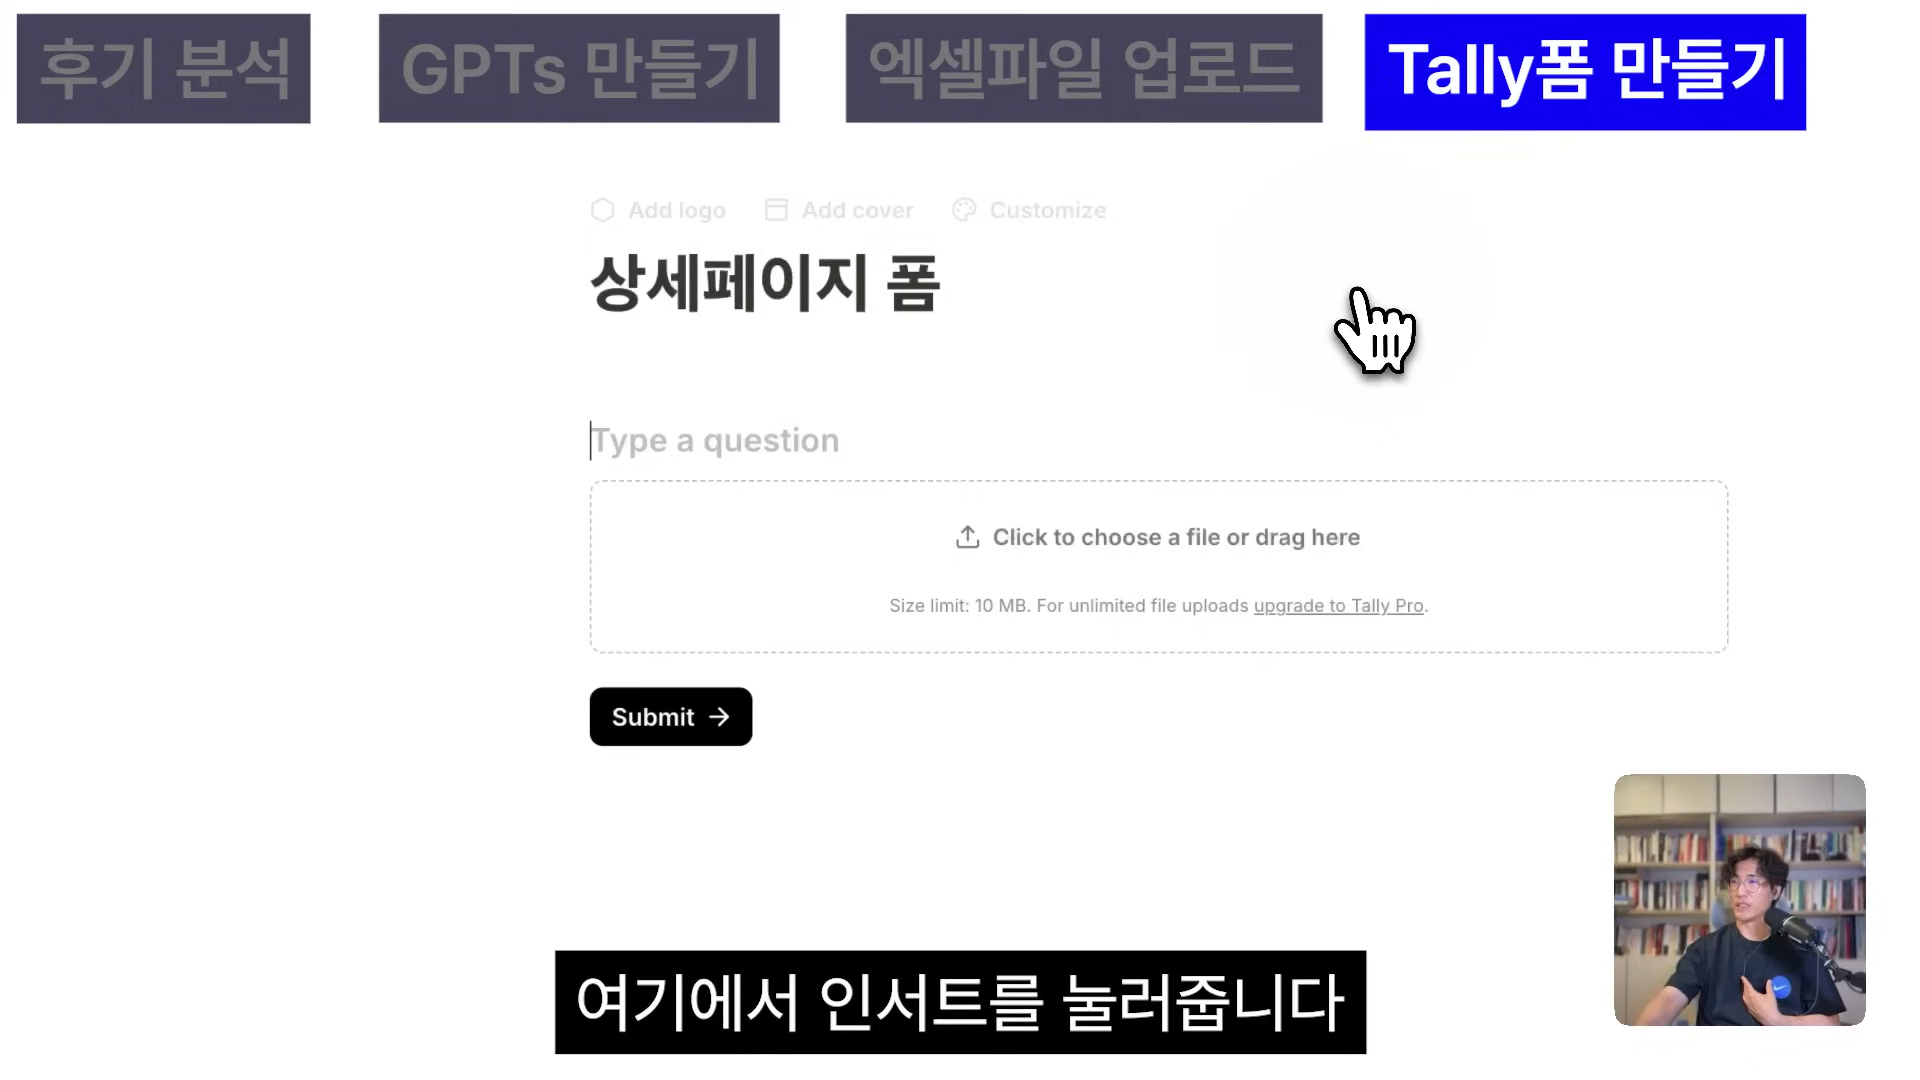 후기 분석
GPTs 만들기
엑셀파일 업로드
Tally폼 만들기
Add logo
Add cover
Customize
상세페이지 폼
Type a question
Click to choose a file or drag here
Size limit: 10 MB. For unlimited file uploads upgrade to Tally Pro.
Submit →
여기에서 인서트를 눌러줍니다